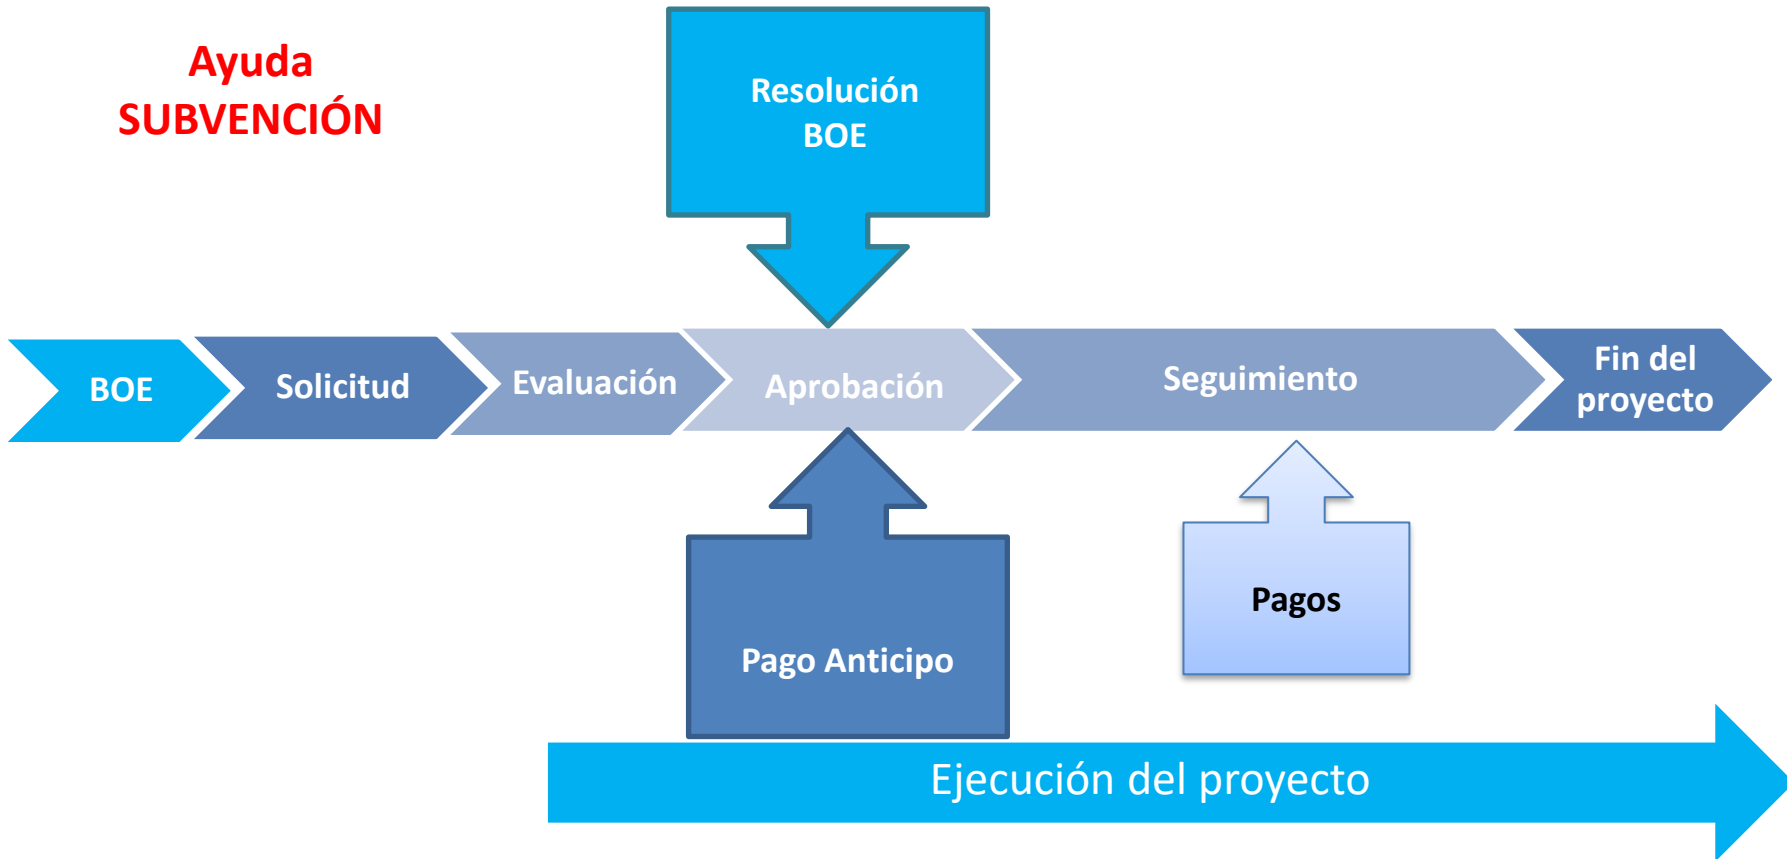 Ayuda
SUBVENCIÓN
Resolución
BOE
BOE
Solicitud
Evaluación
Aprobación
Seguimiento
Fin del
proyecto
Pago Anticipo
Pagos
Ejecución del proyecto